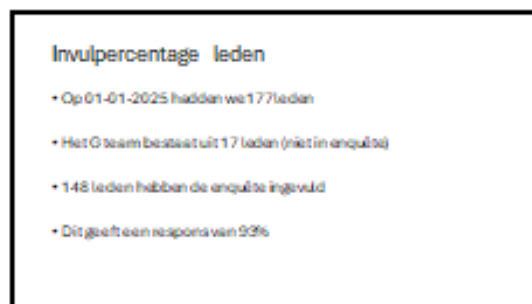 Invulpercentage leden
• Op 01-01-2025 hadden we 177 leden
• Het G team bestaat uit 17 leden (niet in enquête)
• 148 leden hebben de enquête ingevuld
• Dit geeft een respons van 93%